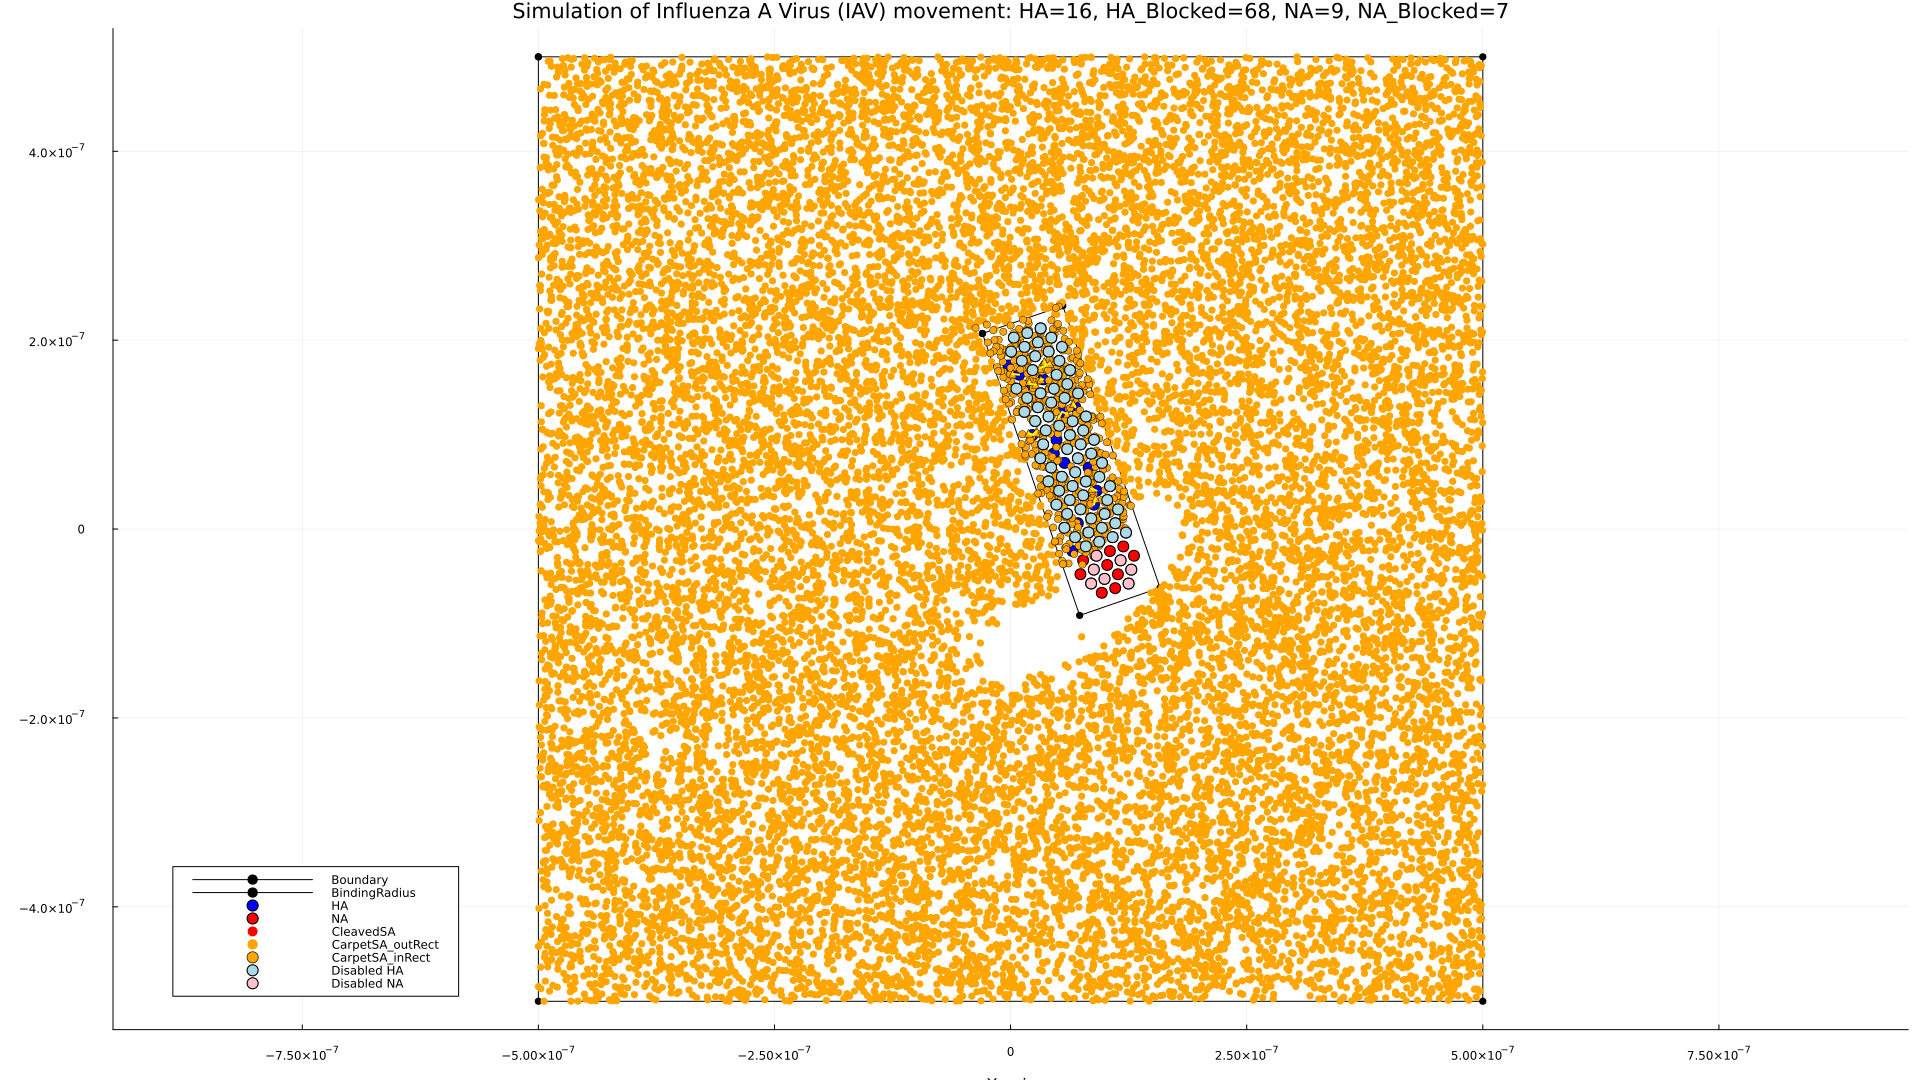 Simulation of Influenza A Virus (IAV) movement: HA=16, HA_Blocked=68, NA=9, NA_Blocked=7
4.0×10⁻⁷
2.0×10⁻⁷
0
−2.0×10⁻⁷
−4.0×10⁻⁷
Boundary
BindingRadius
HA
NA
CleavedSA
CarpetSA_outRect
CarpetSA_inRect
Disabled HA
Disabled NA
−7.50×10⁻⁷
−5.00×10⁻⁷
−2.50×10⁻⁷
0
2.50×10⁻⁷
5.00×10⁻⁷
7.50×10⁻⁷